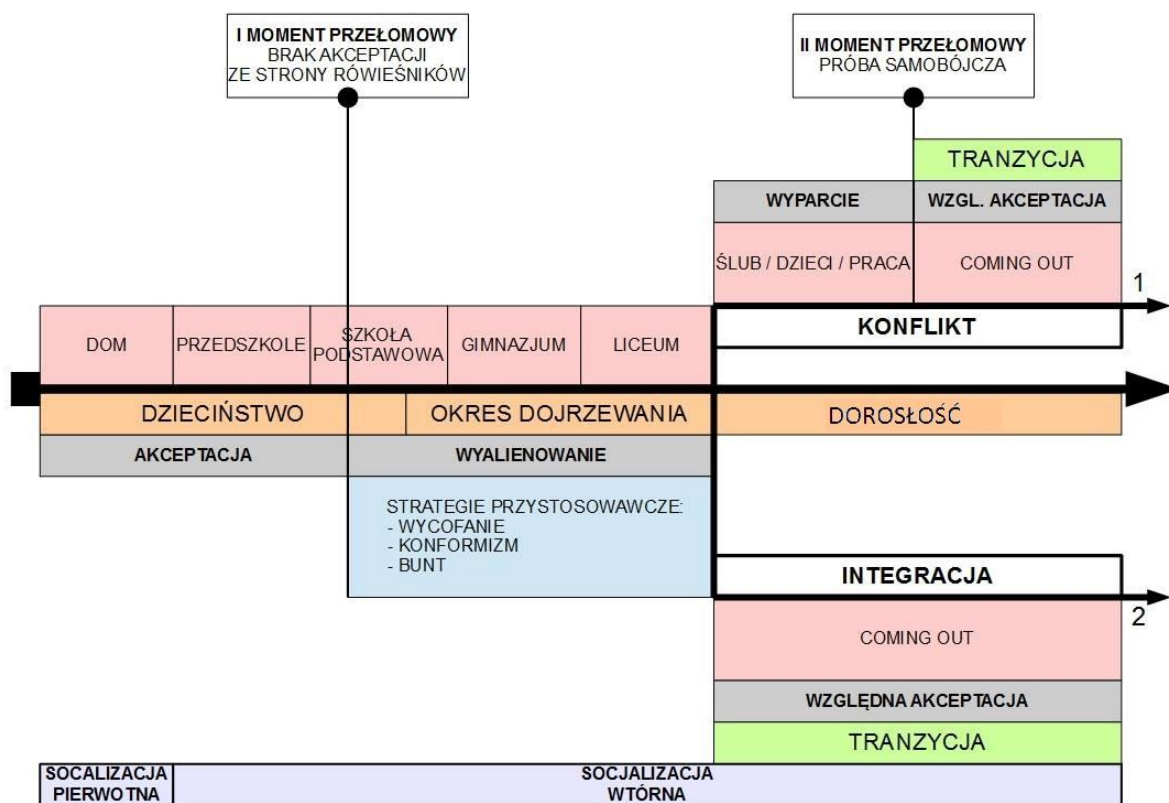 I MOMENT PRZEŁOMOWY
BRAK AKCEPTACJI
ZE STRONY RÓWIEŚNIKÓW
II MOMENT PRZEŁOMOWY
PRÓBA SAMOBÓJCZA
TRANZYCJA
WYPARCIE
WZGL. AKCEPTACJA
ŚLUB / DZIECI / PRACA
COMING OUT
1
KONFLIKT
DOM
PRZEDSZKOLE
SZKOŁA
PODSTAWOWA
GIMNAZJUM
LICEUM
DZIECIŃSTWO
OKRES DOJRZEWANIA
DOROSŁOŚĆ
AKCEPTACJA
WYALIENOWANIE
STRATEGIE PRZYSTOSOWAWCZE:
- WYCOFANIE
- KONFORMIZM
- BUNT
INTEGRACJA
2
COMING OUT
WZGLĘDNA AKCEPTACJA
TRANZYCJA
SOCALIZACJA
PIERWOTNA
SOCJALIZACJA
WTÓRNA